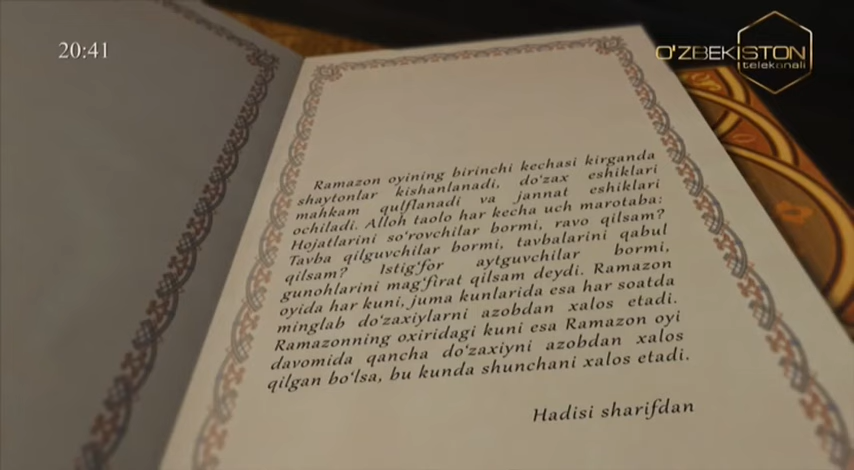 20:41
O'ZBEKISTON
telekanali
Ramazon oyining birinchi kechasi kirganda
shaytonlar kishanlanadi, do'zax eshiklari
mahkam qulflanadi va jannat eshiklari
ochiladi. Alloh taolo har kecha uch marotaba:
Hojatlarini so'rovchilar bormi, ravo qilsam?
Tavba qilguvchilar bormi, tavbalarini qabul
qilsam? Istig'for aytguvchilar bormi,
gunohlarini mag'firat qilsam deydi. Ramazon
oyida har kuni, juma kunlarida esa har soatda
minglab do'zaxiylarni azobdan xalos etadi.
Ramazonning oxiridagi kuni esa Ramazon oyi
davomida qancha do'zaxiyni azobdan xalos
qilgan bo'lsa, bu kunda shunchani xalos etadi.
Hadisi sharifdan